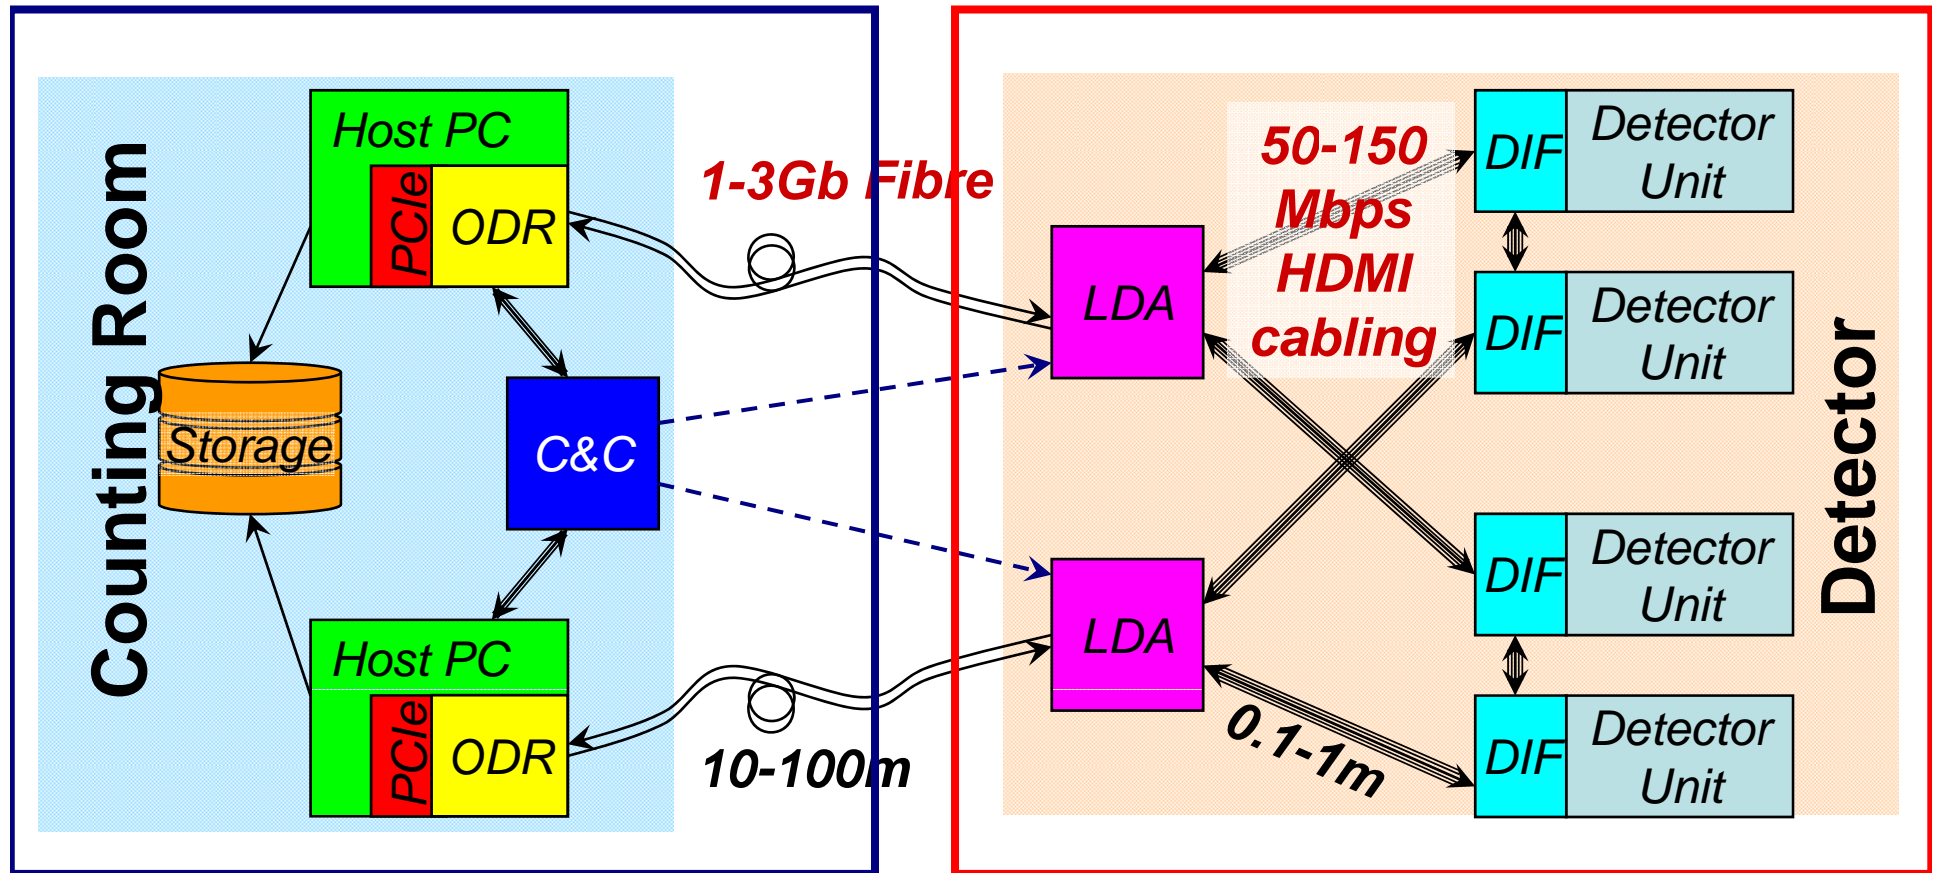 Counting Room
Host PC
PCIe
ODR
Storage
C&C
Host PC
PCIe
ODR
1-3Gb Fibre
10-100m
LDA
LDA
50-150
Mbps
HDMI
cabling
0.1-1m
DIF
Detector
Unit
DIF
Detector
Unit
DIF
Detector
Unit
DIF
Detector
Unit
Detector